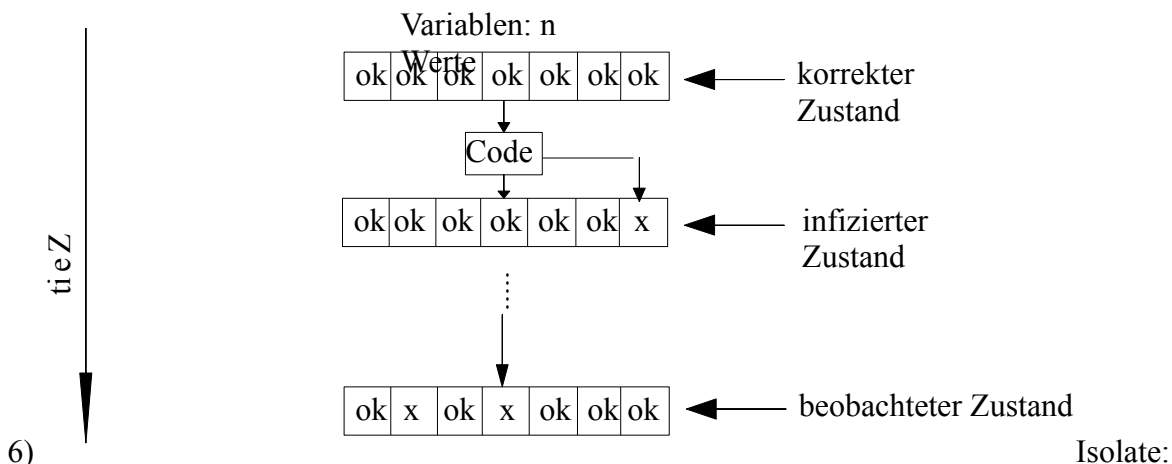 Variablen: n
Werte
ok ok ok ok ok ok ok
korrekter
Zustand
Code
ok ok ok ok ok ok x
infizierter
Zustand
tieZ
ok x ok x ok ok ok
beobachteter Zustand
6)
Isolate: